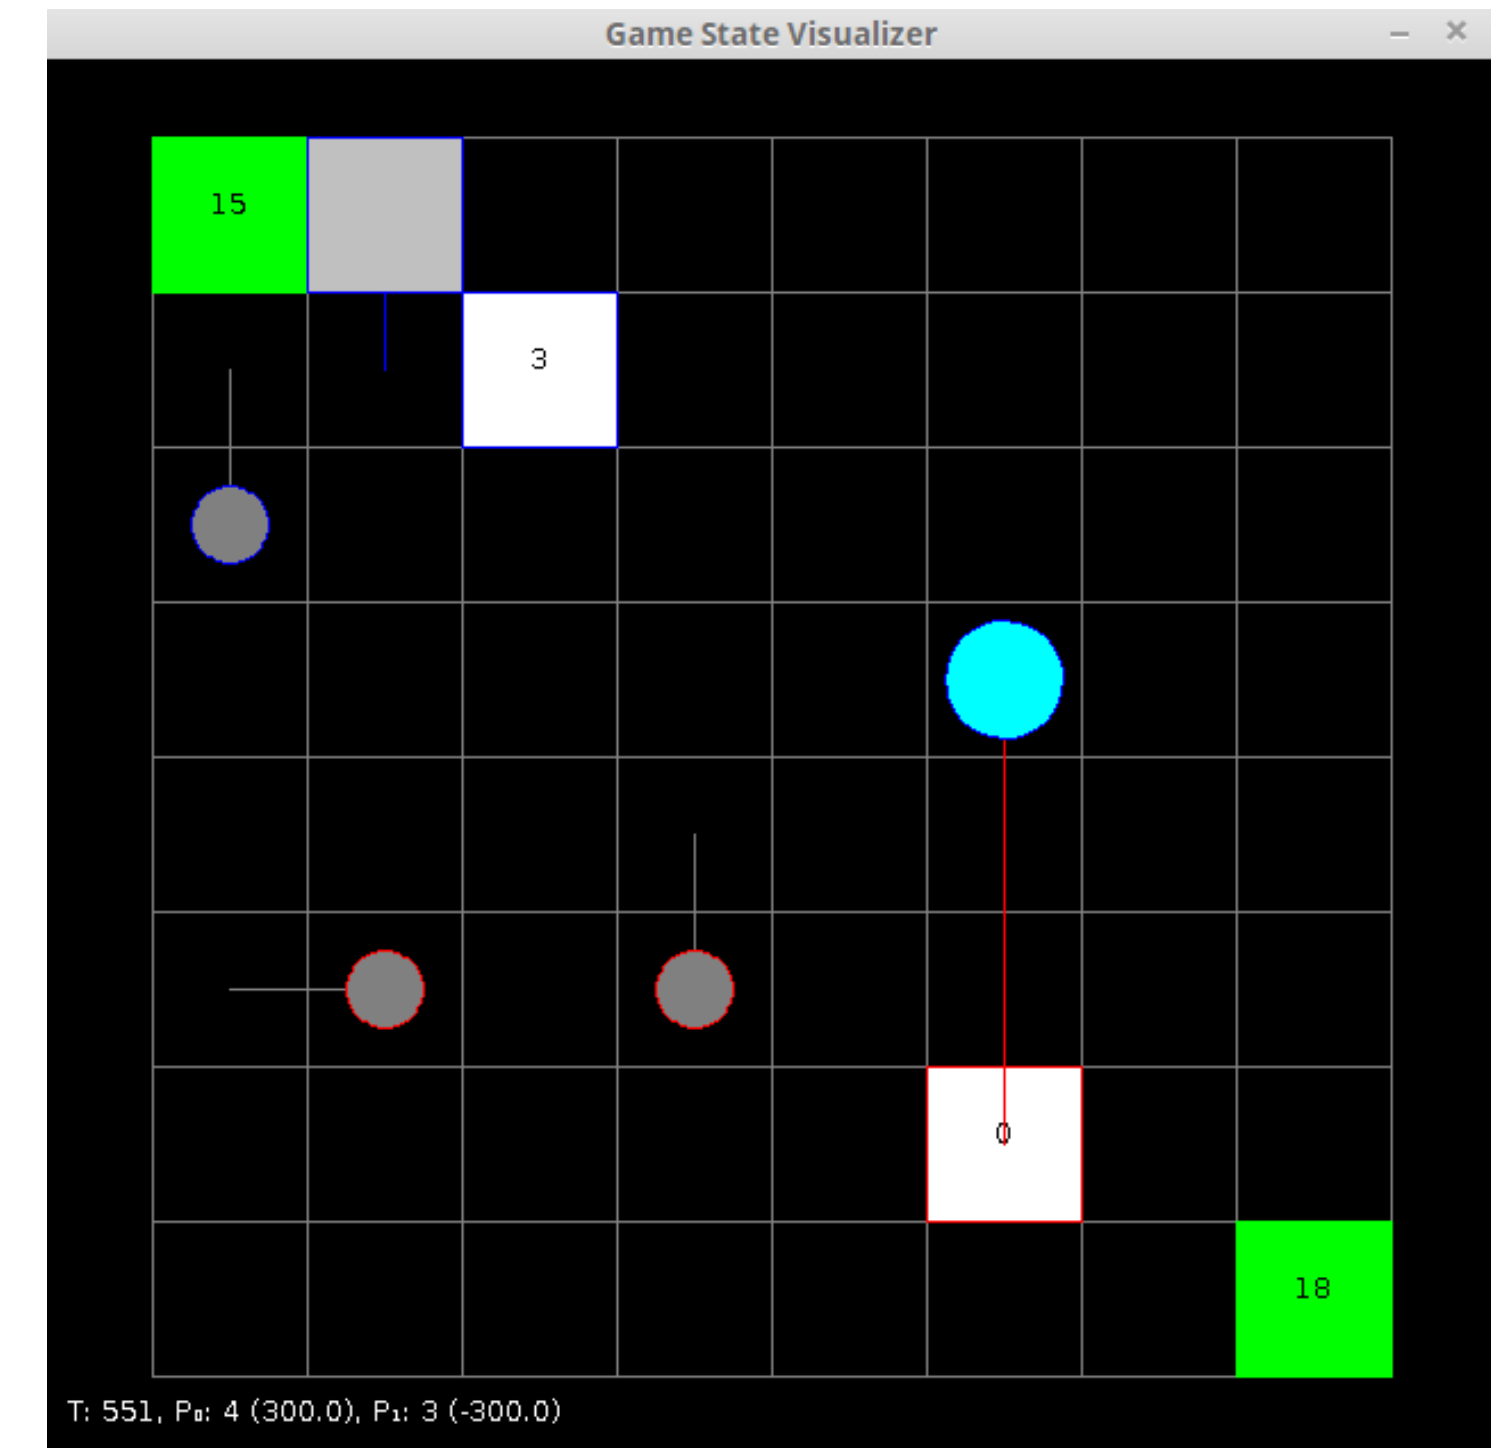 Game State Visualizer
15
3
0
18
T: 551, P₀: 4 (300.0), P₁: 3 (-300.0)